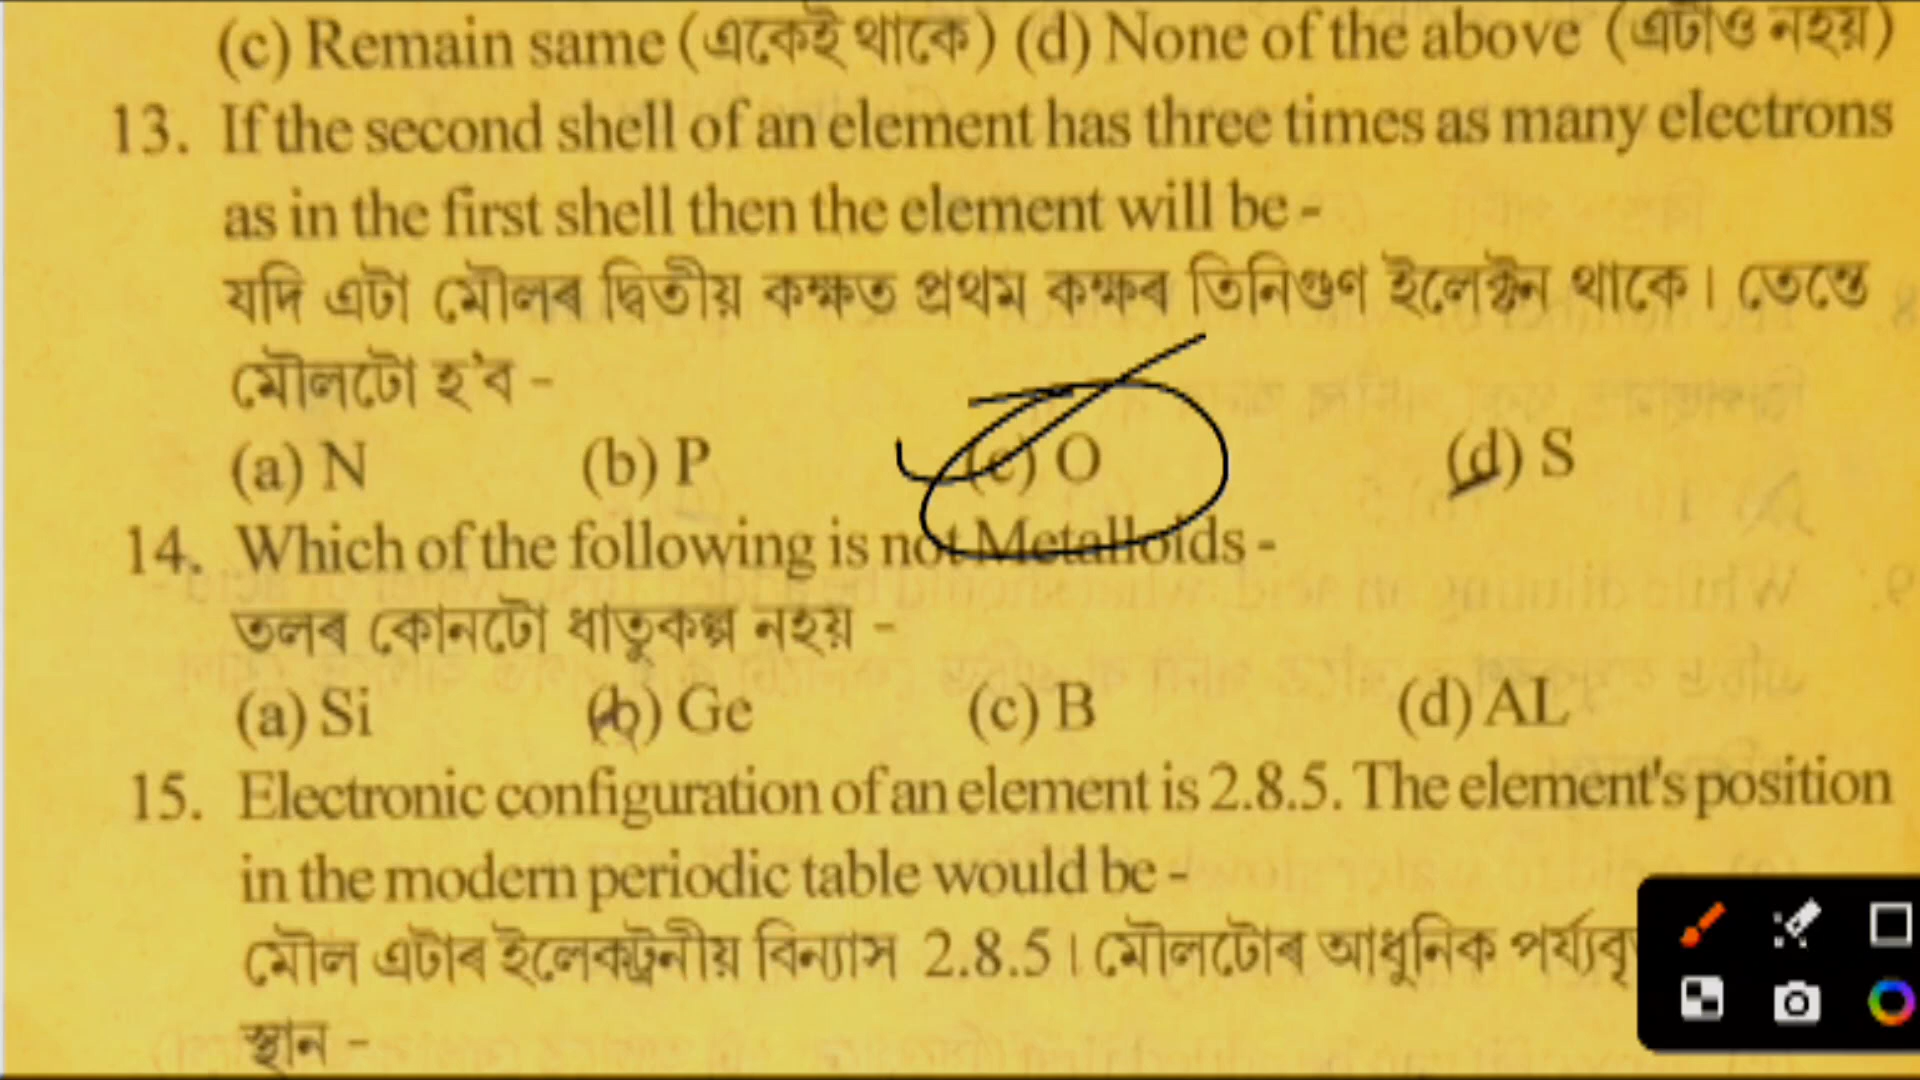 (c) Remain same (একেই থাকে) (d) None of the above (এটাও নহয়)
13. If the second shell of an element has three times as many electrons
as in the first shell then the element will be -
যদি এটা মৌলৰ দ্বিতীয় কক্ষত প্ৰথম কক্ষৰ তিনিগুণ ইলেক্ট্ৰন থাকে। তেন্তে
মৌলটো হ'ব -
(a) N (b) P (c) O (d) S
14. Which of the following is not Metalloids -
তলৰ কোনটো ধাতুকল্প নহয় -
(a) Si (b) Ge (c) B (d) AL
15. Electronic configuration of an element is 2.8.5. The element's position
in the modern periodic table would be -
মৌল এটাৰ ইলেকট্ৰনীয় বিন্যাস 2.8.5। মৌলটোৰ আধুনিক
স্থান -